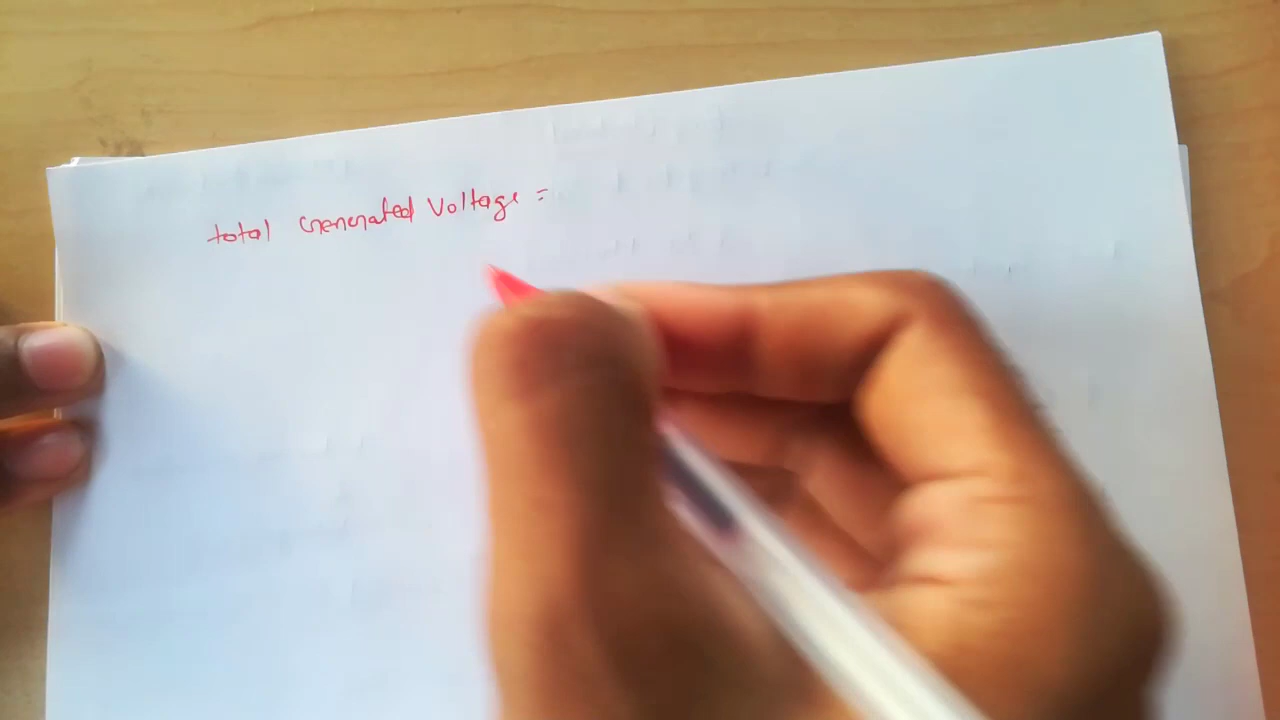 total Generated Voltage =